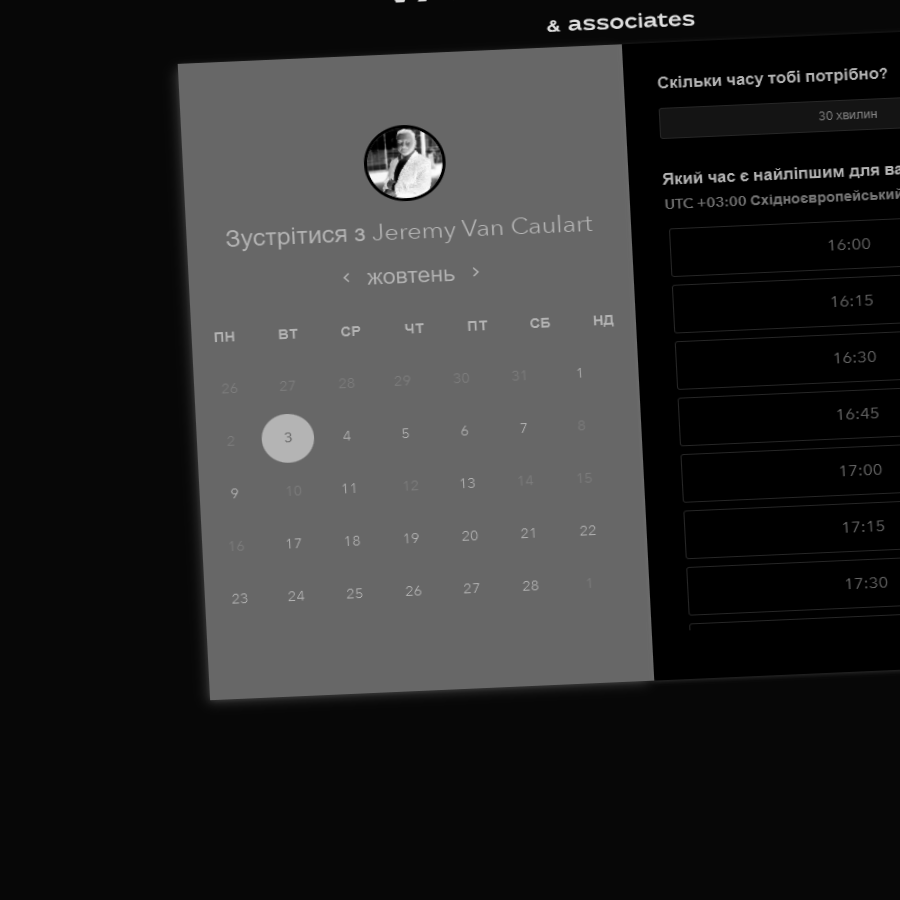 & associates
Зустрітися з Jeremy Van Caulart
< жовтень >
ПН ВТ СР ЧТ ПТ СБ НД
26 27 28 29 30 31 1
2 3 4 5 6 7 8
9 10 11 12 13 14 15
16 17 18 19 20 21 22
23 24 25 26 27 28 1
Скільки часу тобі потрібно?
30 хвилин
Який час є найліпшим для
UTC +03:00 Східноєвропейський
16:00
16:15
16:30
16:45
17:00
17:15
17:30